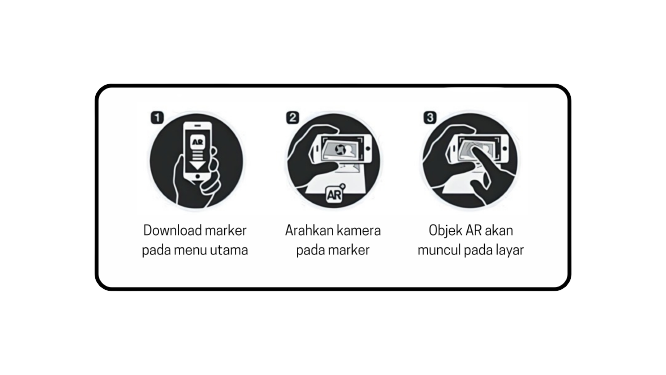 1
2
3
AR
AR
Download marker
pada menu utama
Arahkan kamera
pada marker
Objek AR akan
muncul pada layar